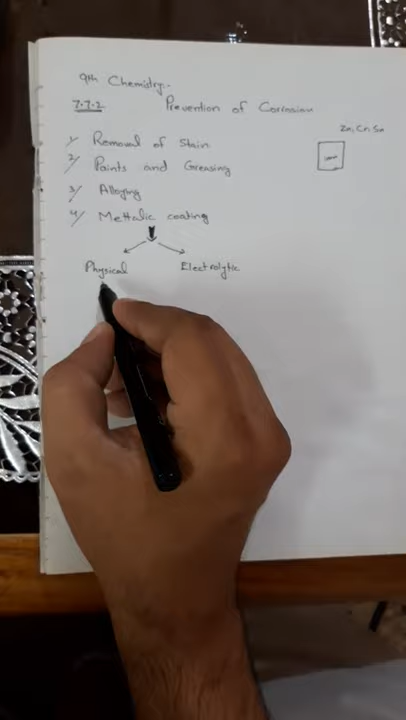 9th Chemistry:-
7.7.2 Prevention of Corrosion
Zn, Cr, Sn
1/ Removal of Stain
2/ Paints and Greasing
3/ Alloying
4/ Mettalic coating
Physical Electrolytic